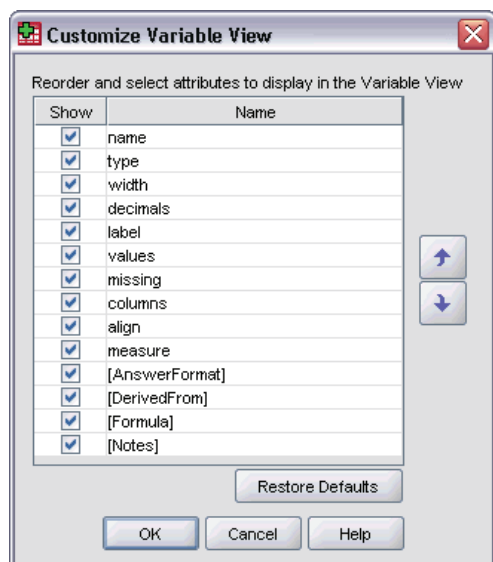 Customize Variable View
Reorder and select attributes to display in the Variable View
Show Name
name
type
width
decimals
label
values
missing
columns
align
measure
[AnswerFormat]
[DerivedFrom]
[Formula]
[Notes]
Restore Defaults
OK Cancel Help